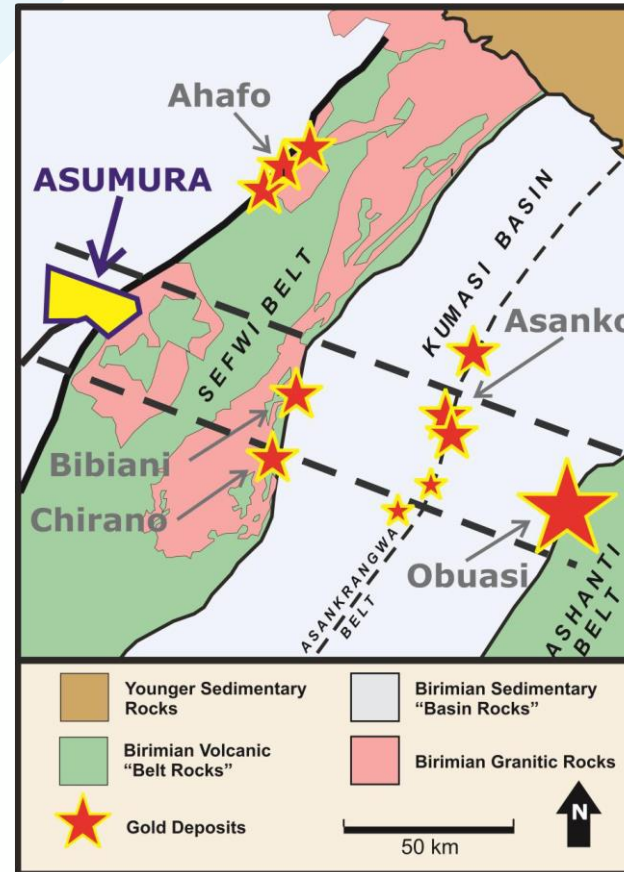 Ahafo
ASUMURA
KUMASI BASIN
SEFWI BELT
Asanko
Bibiani
Chirano
Obuasi
ASANKRANGWA
BELT
ASHANTI
BELT
Younger Sedimentary
Rocks
Birimian Sedimentary
"Basin Rocks"
Birimian Volcanic
"Belt Rocks"
Birimian Granitic Rocks
Gold Deposits
50 km
N